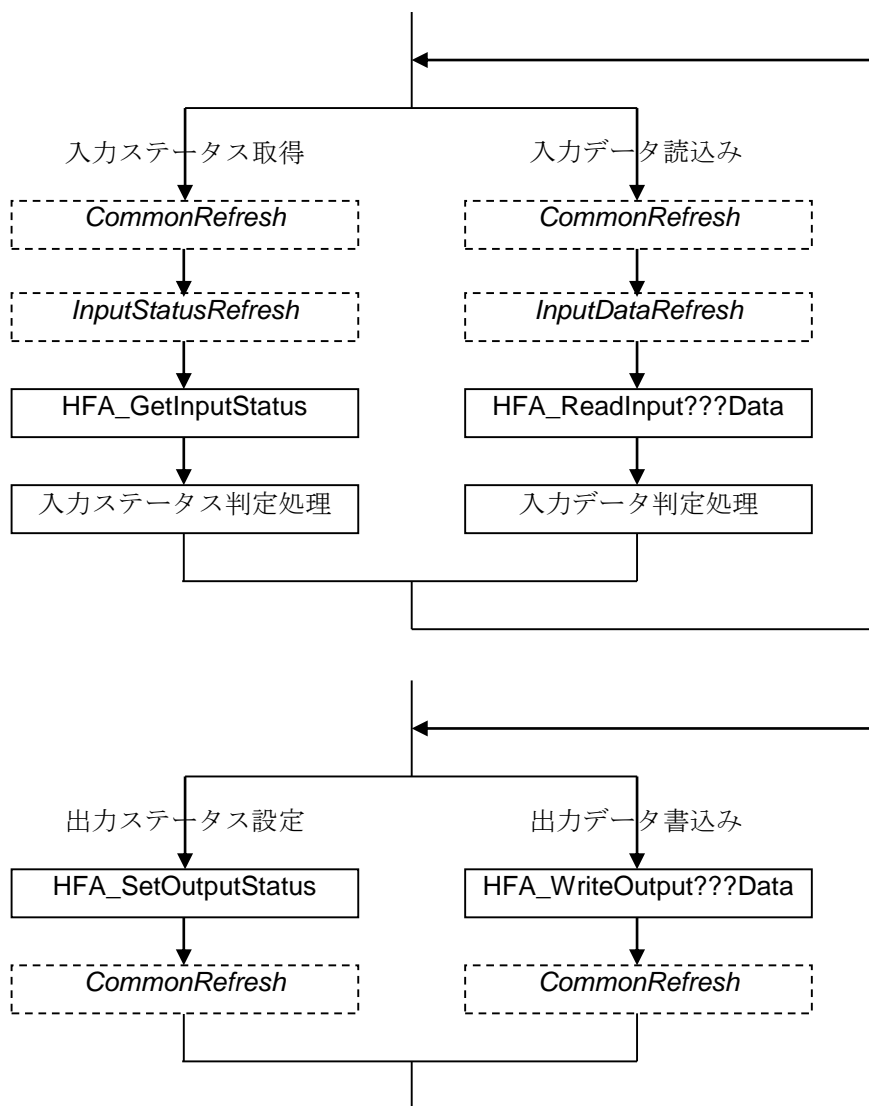 入力ステータス取得
入力データ読込み
CommonRefresh
CommonRefresh
InputStatusRefresh
InputDataRefresh
HFA_GetInputStatus
HFA_ReadInput???Data
入力ステータス判定処理
入力データ判定処理
出力ステータス設定
出力データ書込み
HFA_SetOutputStatus
HFA_WriteOutput???Data
CommonRefresh
CommonRefresh